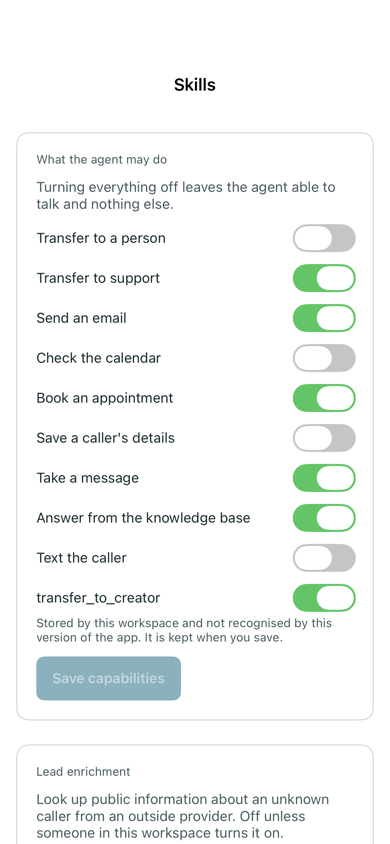 Skills
What the agent may do
Turning everything off leaves the agent able to
talk and nothing else.
Transfer to a person
Transfer to support
Send an email
Check the calendar
Book an appointment
Save a caller's details
Take a message
Answer from the knowledge base
Text the caller
transfer_to_creator
Stored by this workspace and not recognised by this
version of the app. It is kept when you save.
Save capabilities
Lead enrichment
Look up public information about an unknown
caller from an outside provider. Off unless
someone in this workspace turns it on.